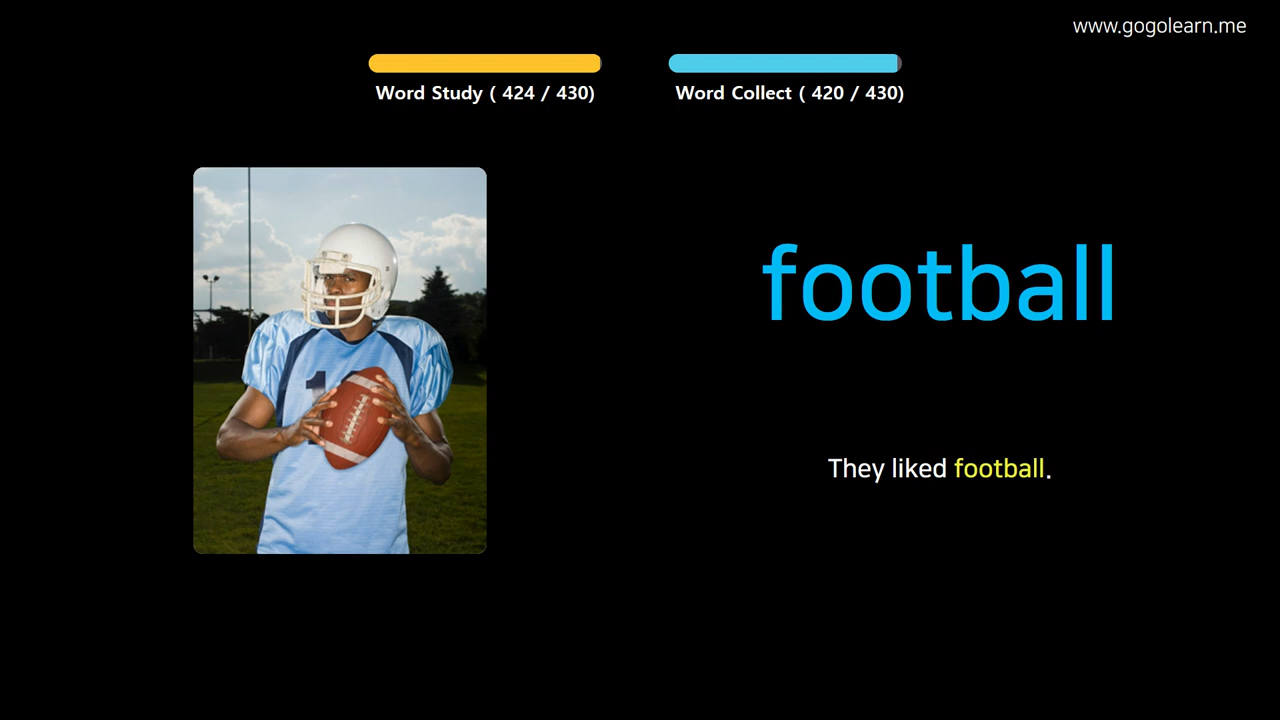 www.gogolearn.me
Word Study ( 424 / 430)
Word Collect ( 420 / 430)
football
They liked football.